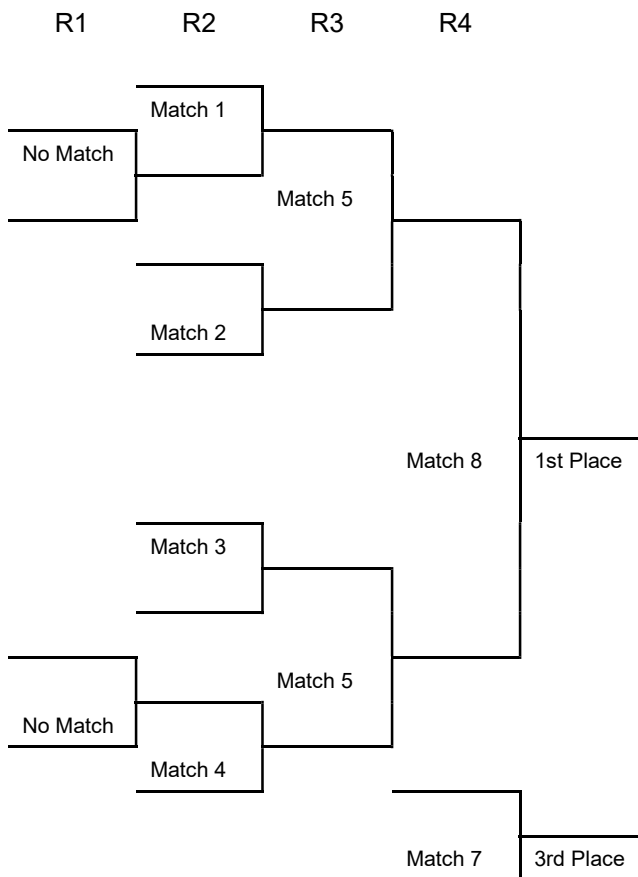 R1 R2 R3 R4
Match 1
No Match
Match 5
Match 2
Match 8 1st Place
Match 3
Match 5
No Match
Match 4
Match 7 3rd Place